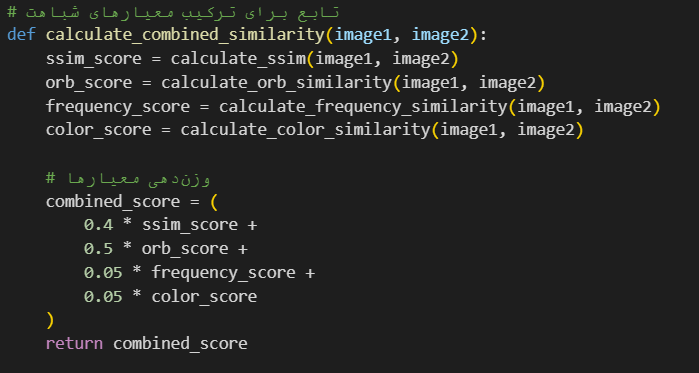 # تابع برای ترکیب معیارهای شباهت
def calculate_combined_similarity(image1, image2):
    ssim_score = calculate_ssim(image1, image2)
    orb_score = calculate_orb_similarity(image1, image2)
    frequency_score = calculate_frequency_similarity(image1, image2)
    color_score = calculate_color_similarity(image1, image2)

    # وزن‌دهی معیارها
    combined_score = (
        0.4 * ssim_score +
        0.5 * orb_score +
        0.05 * frequency_score +
        0.05 * color_score
    )
    return combined_score